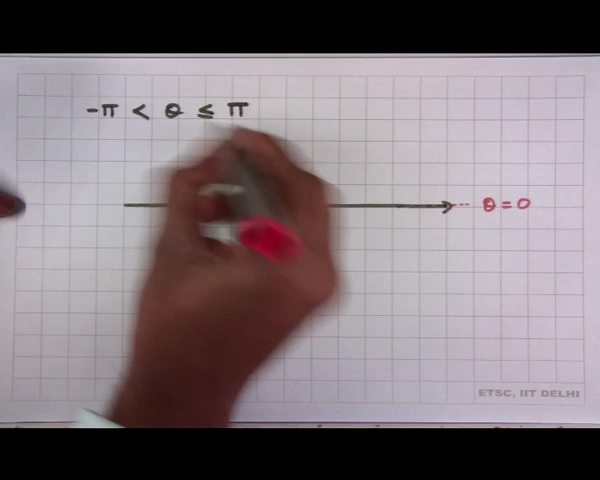 -π < θ ≤ π
θ = 0
ETSC, IIT DELHI